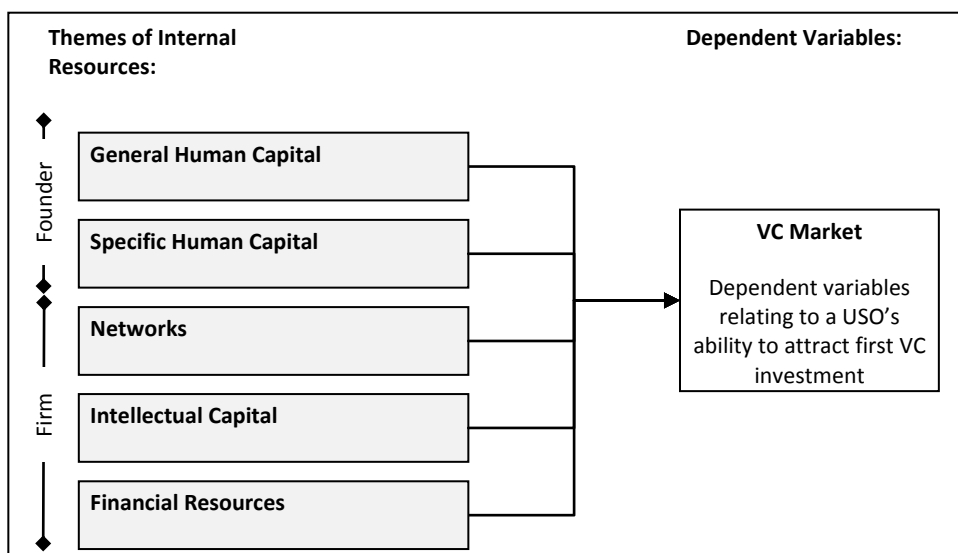 Themes of Internal
Resources:
Dependent Variables:
Founder
General Human Capital
Specific Human Capital
Firm
Networks
Intellectual Capital
Financial Resources
VC Market
Dependent variables
relating to a USO’s
ability to attract first VC
investment